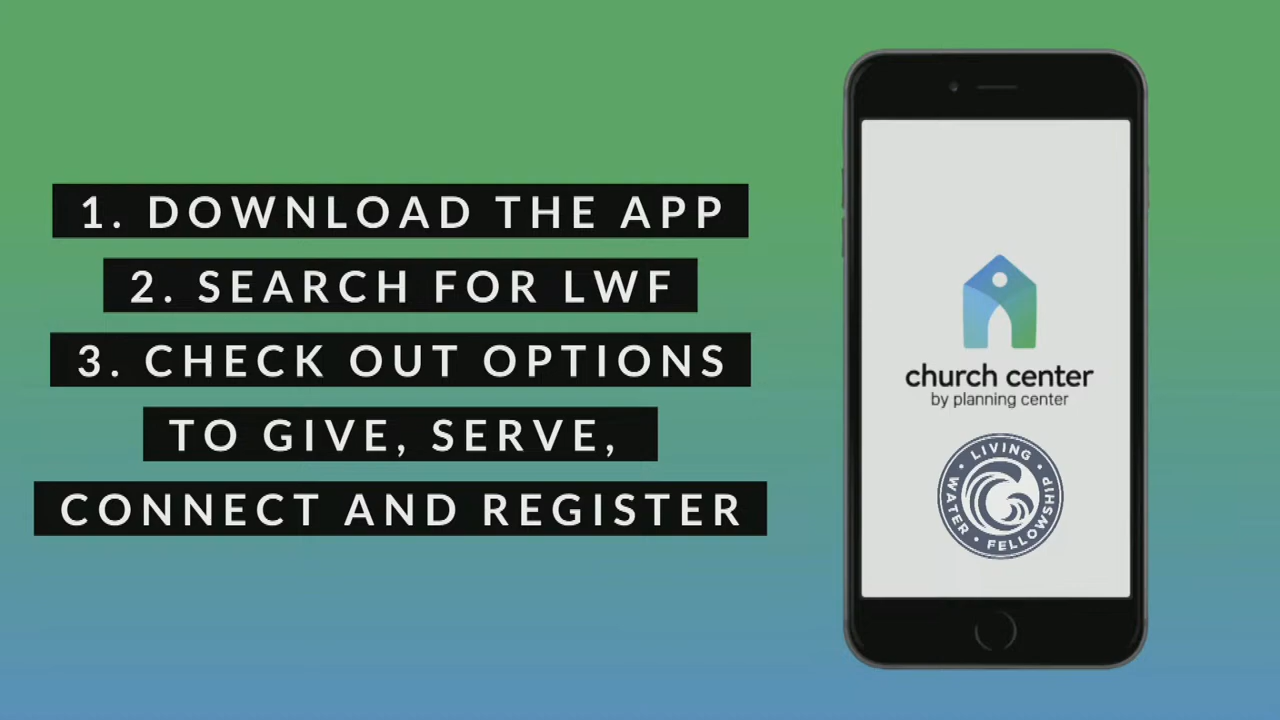 1. DOWNLOAD THE APP
2. SEARCH FOR LWF
3. CHECK OUT OPTIONS
TO GIVE, SERVE,
CONNECT AND REGISTER
church center
by planning center
LIVING
WATER • FELLOWSHIP